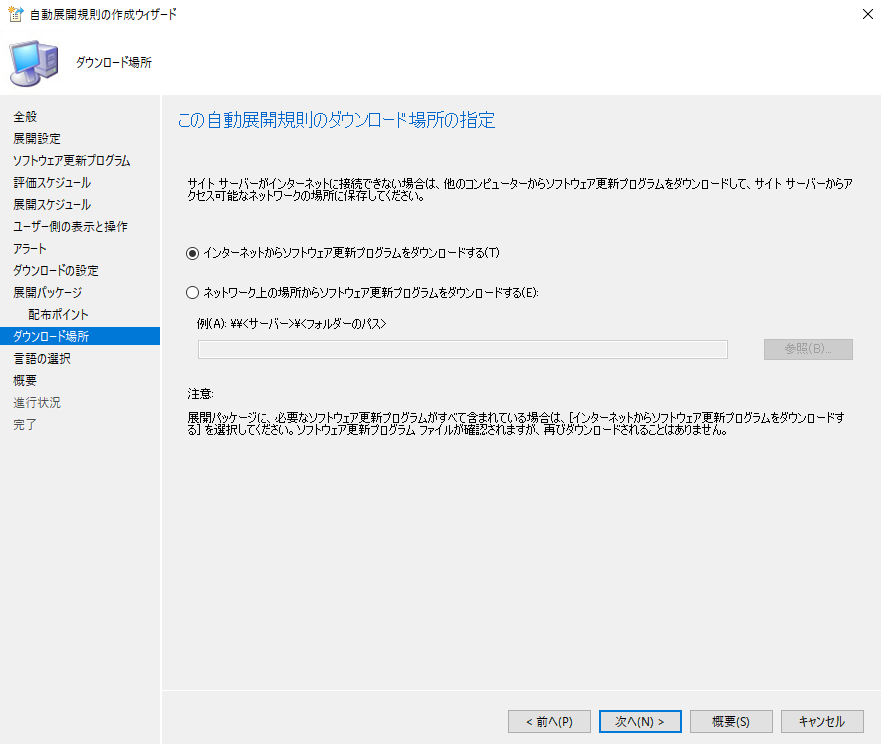 自動展開規則の作成ウィザード
ダウンロード場所
全般
展開設定
ソフトウェア更新プログラム
評価スケジュール
展開スケジュール
ユーザー側の表示と操作
アラート
ダウンロードの設定
展開パッケージ
配布ポイント
ダウンロード場所
言語の選択
概要
進行状況
完了
この自動展開規則のダウンロード場所の指定
サイト サーバーがインターネットに接続できない場合は、他のコンピューターからソフトウェア更新プログラムをダウンロードして、サイト サーバーからア
クセス可能なネットワークの場所に保存してください。
インターネットからソフトウェア更新プログラムをダウンロードする(T)
ネットワーク上の場所からソフトウェア更新プログラムをダウンロードする(E):
例(A): ¥¥<サーバー>¥<フォルダーのパス>
参照(B)...
注意:
展開パッケージに、必要なソフトウェア更新プログラムがすべて含まれている場合は、[インターネットからソフトウェア更新プログラムをダウンロードす
る] を選択してください。ソフトウェア更新プログラム ファイルが確認されますが、再びダウンロードされることはありません。
< 前へ(P)
次へ(N) >
概要(S)
キャンセル